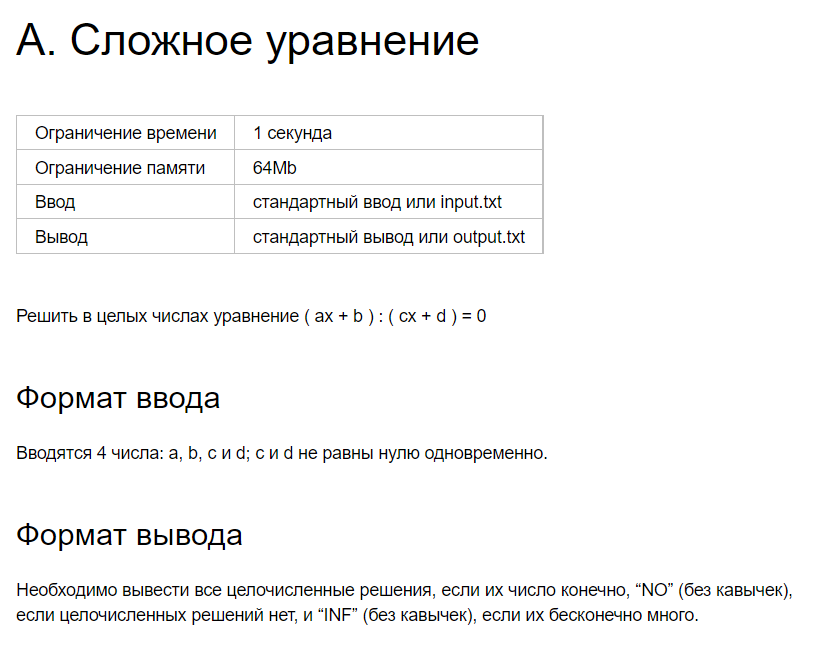 A. Сложное уравнение
Ограничение времени 1 секунда
Ограничение памяти 64Mb
Ввод стандартный ввод или input.txt
Вывод стандартный вывод или output.txt
Решить в целых числах уравнение ( ax + b ) : ( cx + d ) = 0
Формат ввода
Вводятся 4 числа: a, b, c и d; c и d не равны нулю одновременно.
Формат вывода
Необходимо вывести все целочисленные решения, если их число конечно, “NO” (без кавычек),
если целочисленных решений нет, и “INF” (без кавычек), если их бесконечно много.